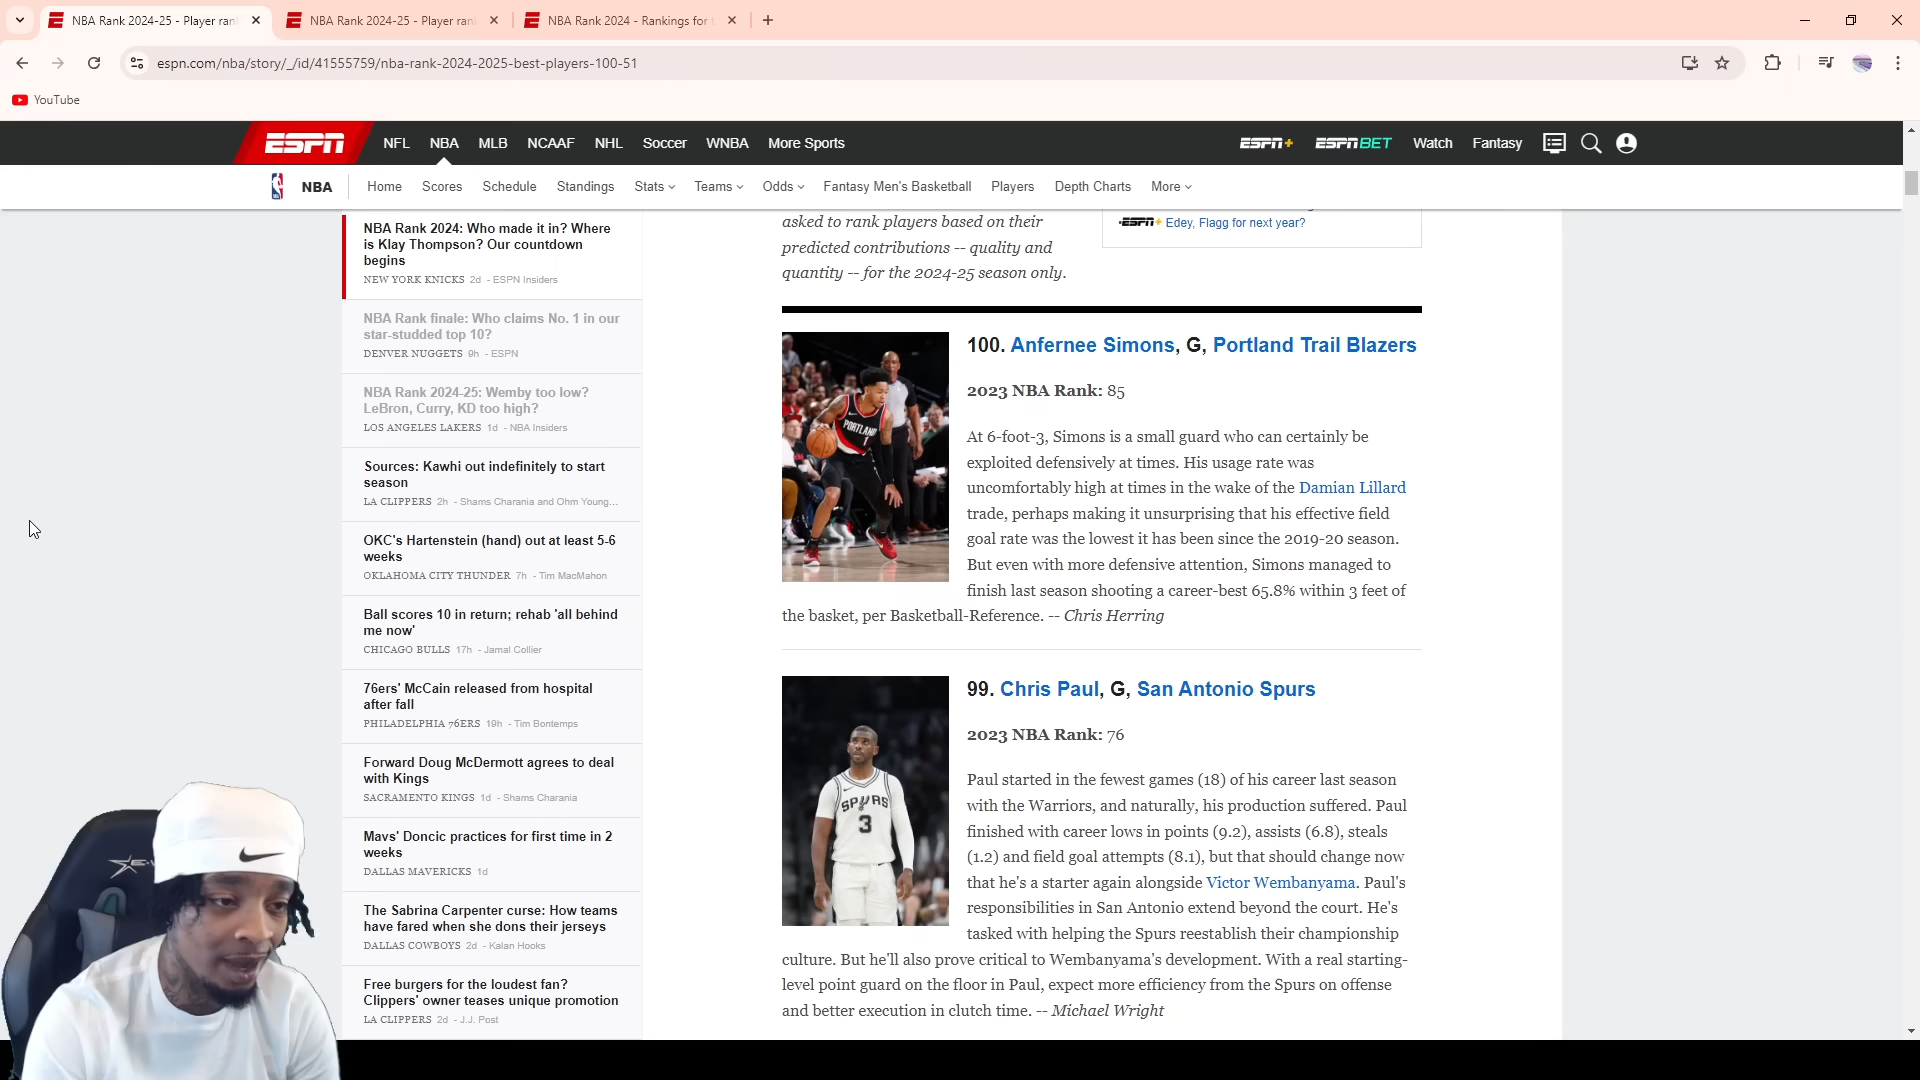 NBA Rank 2024-25 - Player ran
NBA Rank 2024-25 - Player ran
NBA Rank 2024 - Rankings for t
espn.com/nba/story/_/id/41555759/nba-rank-2024-2025-best-players-100-51
YouTube
ESPN
NFL NBA MLB NCAAF NHL Soccer WNBA More Sports
ESPN+ ESPN BET Watch Fantasy
NBA Home Scores Schedule Standings Stats Teams Odds Fantasy Men's Basketball Players Depth Charts More
NBA Rank 2024: Who made it in? Where
is Klay Thompson? Our countdown
begins
NEW YORK KNICKS 2d - ESPN Insiders
NBA Rank finale: Who claims No. 1 in our
star-studded top 10?
DENVER NUGGETS 9h - ESPN
NBA Rank 2024-25: Wemby too low?
LeBron, Curry, KD too high?
LOS ANGELES LAKERS 1d - NBA Insiders
Sources: Kawhi out indefinitely to start
season
LA CLIPPERS 2h - Shams Charania and Ohm Young...
OKC's Hartenstein (hand) out at least 5-6
weeks
OKLAHOMA CITY THUNDER 7h - Tim MacMahon
Ball scores 10 in return; rehab 'all behind
me now'
CHICAGO BULLS 17h - Jamal Collier
76ers' McCain released from hospital
after fall
PHILADELPHIA 76ERS 19h - Tim Bontemps
Forward Doug McDermott agrees to deal
with Kings
SACRAMENTO KINGS 1d - Shams Charania
Mavs' Doncic practices for first time in 2
weeks
DALLAS MAVERICKS 1d
The Sabrina Carpenter curse: How teams
have fared when she dons their jerseys
DALLAS COWBOYS 2d - Kalan Hooks
Free burgers for the loudest fan?
Clippers' owner teases unique promotion
LA CLIPPERS 2d - J.J. Post
asked to rank players based on their
predicted contributions -- quality and
quantity -- for the 2024-25 season only.
ESPN+ Edey, Flagg for next year?
100. Anfernee Simons, G, Portland Trail Blazers
2023 NBA Rank: 85
At 6-foot-3, Simons is a small guard who can certainly be
exploited defensively at times. His usage rate was
uncomfortably high at times in the wake of the Damian Lillard
trade, perhaps making it unsurprising that his effective field
goal rate was the lowest it has been since the 2019-20 season.
But even with more defensive attention, Simons managed to
finish last season shooting a career-best 65.8% within 3 feet of
the basket, per Basketball-Reference. -- Chris Herring
PORTLAND
1
99. Chris Paul, G, San Antonio Spurs
2023 NBA Rank: 76
Paul started in the fewest games (18) of his career last season
with the Warriors, and naturally, his production suffered. Paul
finished with career lows in points (9.2), assists (6.8), steals
(1.2) and field goal attempts (8.1), but that should change now
that he's a starter again alongside Victor Wembanyama. Paul's
responsibilities in San Antonio extend beyond the court. He's
tasked with helping the Spurs reestablish their championship
culture. But he'll also prove critical to Wembanyama's development. With a real starting-
level point guard on the floor in Paul, expect more efficiency from the Spurs on offense
and better execution in clutch time. -- Michael Wright
SPURS
3